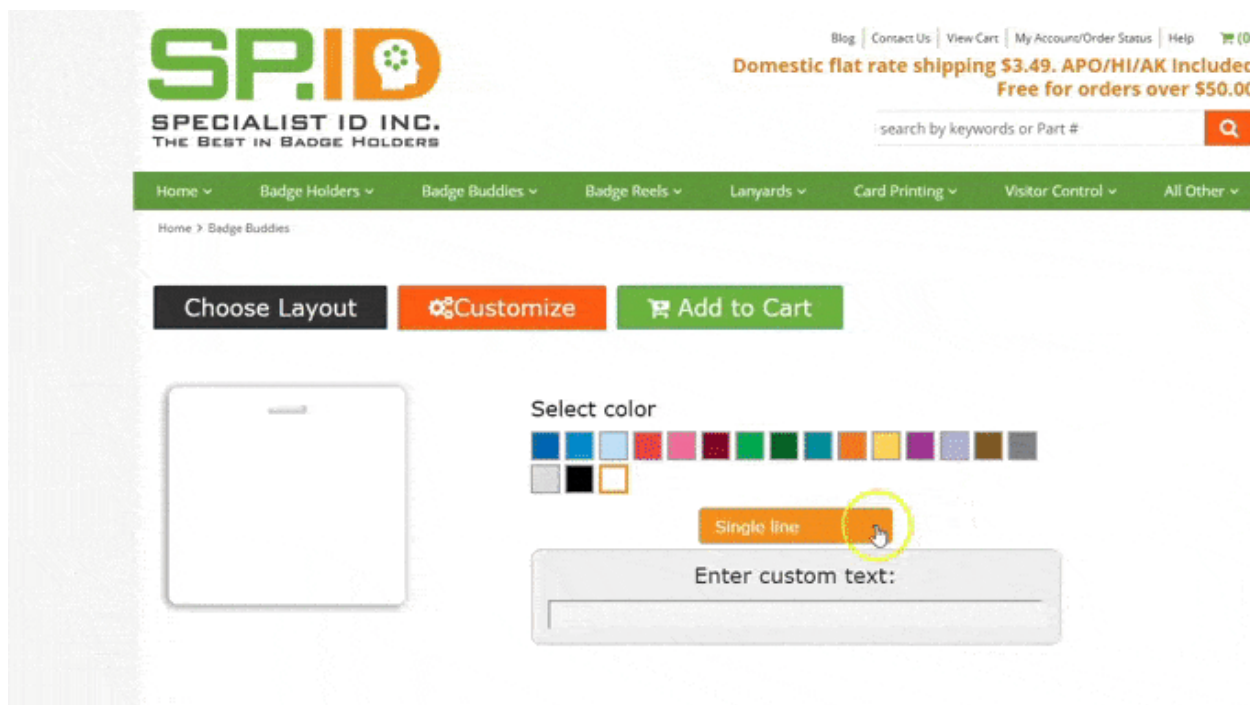 SP.ID
SPECIALIST ID INC.
THE BEST IN BADGE HOLDERS
Blog Contact Us View Cart My Account/Order Status Help (0
Domestic flat rate shipping $3.49. APO/HI/AK Included
Free for orders over $50.00
search by keywords or Part #
Home Badge Holders Badge Buddies Badge Reels Lanyards Card Printing Visitor Control All Other
Home > Badge Buddies
Choose Layout Customize Add to Cart
Select color
Single line
Enter custom text: